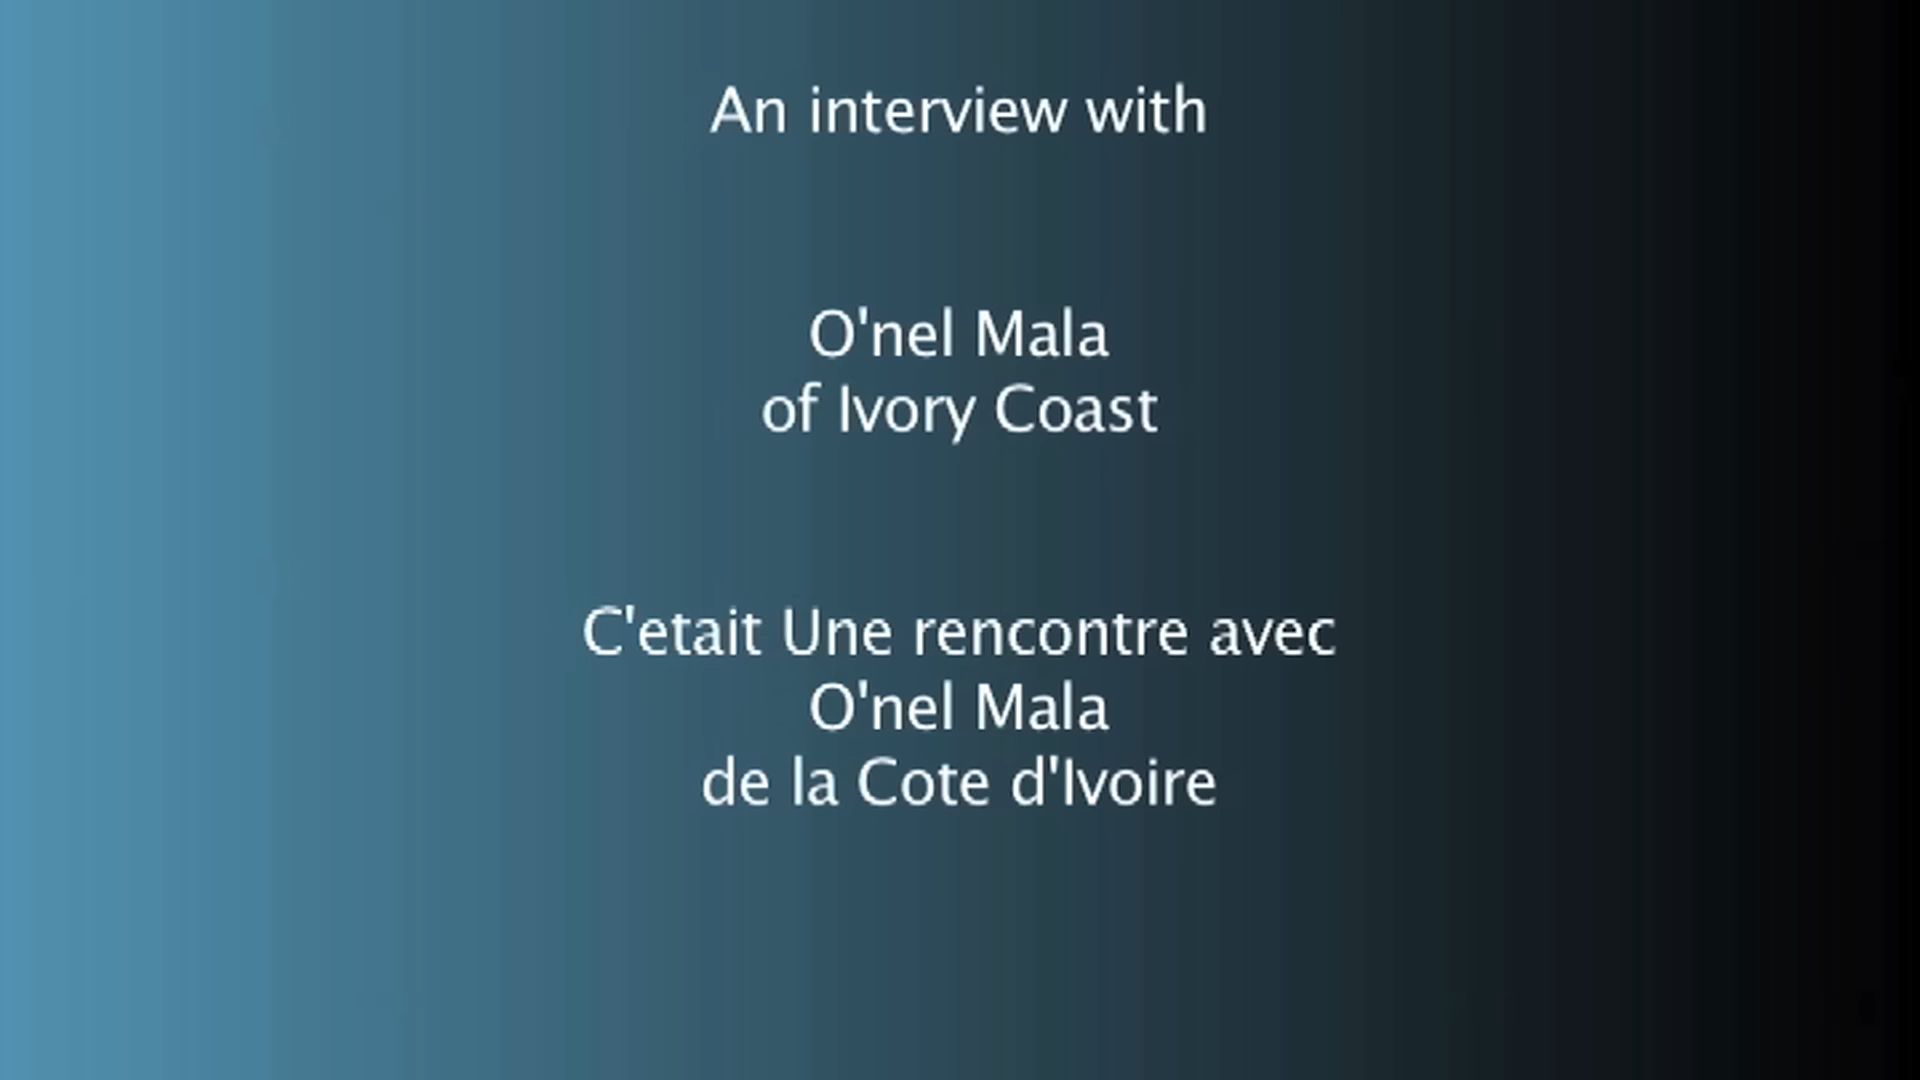 An interview with
O'nel Mala
of Ivory Coast
C'etait Une rencontre avec
O'nel Mala
de la Cote d'Ivoire